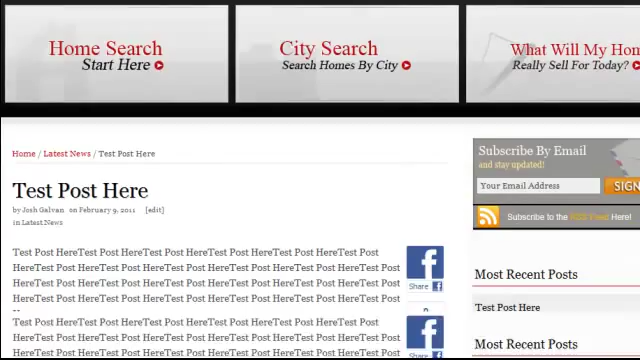 Home Search
Start Here
City Search
Search Homes By City
What Will My Hom
Really Sell For Today?
Home / Latest News / Test Post Here
Test Post Here
by Josh Galvan on February 9, 2011 [edit]
in Latest News
Test Post HereTest Post HereTest Post HereTest Post HereTest Post
HereTest Post HereTest Post HereTest Post HereTest Post HereTest Post
HereTest Post HereTest Post HereTest Post HereTest Post HereTest Post
HereTest Post HereTest Post HereTest Post HereTest Post HereTest Post
Share
0
--
Test Post HereTest Post HereTest Post HereTest Post HereTest Post
HereTest Post HereTest Post HereTest Post HereTest Post HereTest Post
HereTest Post HereTest Post HereTest Post HereTest Post HereTest Post
Share
Subscribe By Email
and stay updated!
Your Email Address
SIGN
Subscribe to the RSS Feed Here!
Most Recent Posts
Test Post Here
Most Recent Posts